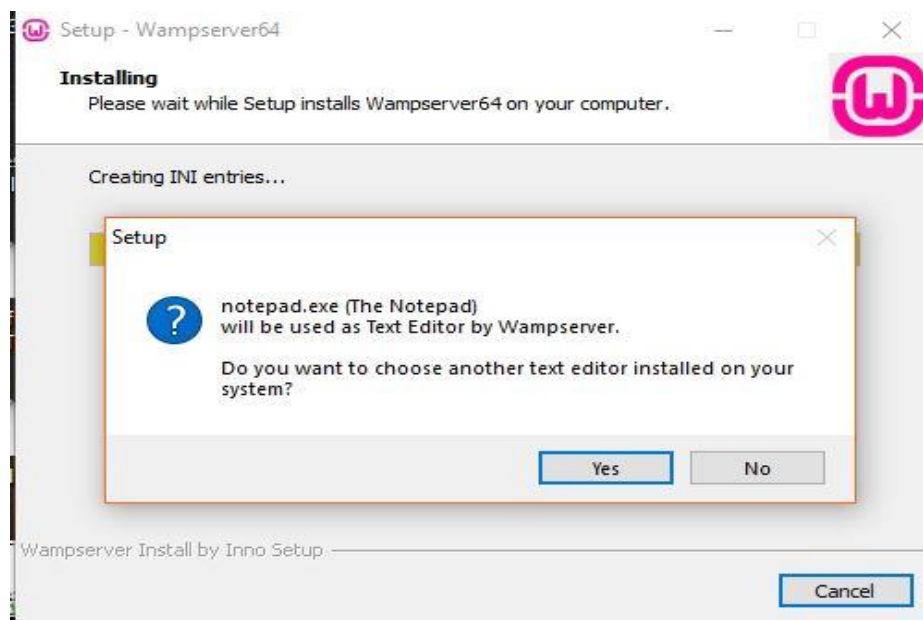 Setup - Wampserver64
Installing
Please wait while Setup installs Wampserver64 on your computer.
Creating INI entries...
Setup
notepad.exe (The Notepad)
will be used as Text Editor by Wampserver.
Do you want to choose another text editor installed on your
system?
Yes
No
Wampserver Install by Inno Setup
Cancel